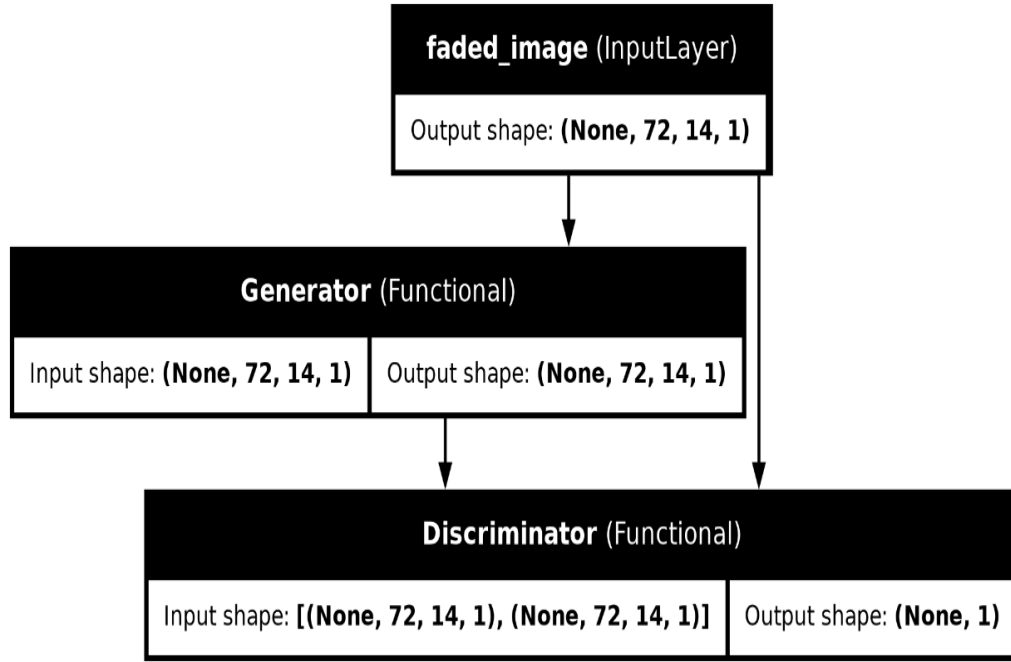 faded_image (InputLayer)
Output shape: (None, 72, 14, 1)
Generator (Functional)
Input shape: (None, 72, 14, 1)
Output shape: (None, 72, 14, 1)
Discriminator (Functional)
Input shape: [(None, 72, 14, 1), (None, 72, 14, 1)]
Output shape: (None, 1)